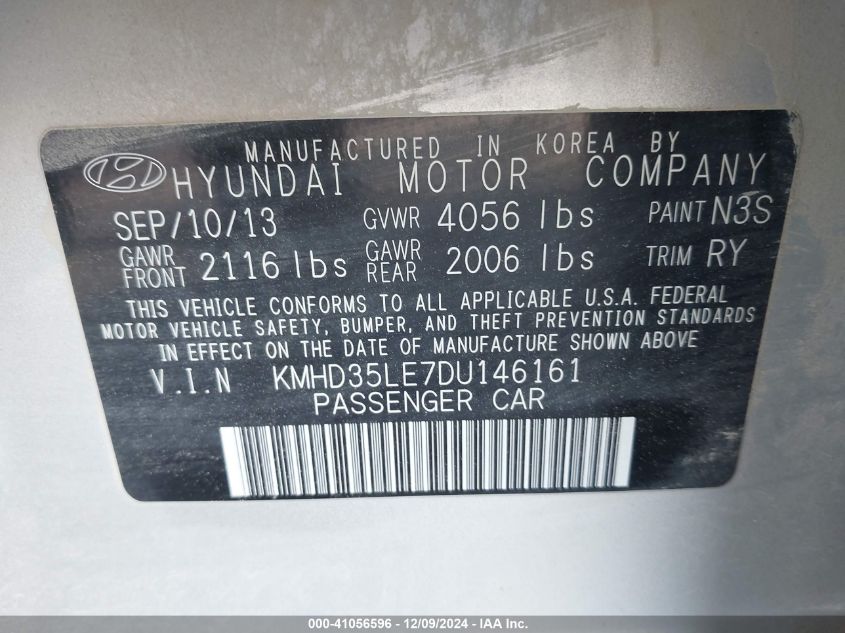 MANUFACTURED IN KOREA BY
HYUNDAI MOTOR COMPANY
SEP/10/13 GVWR 4056 lbs PAINT N3S
GAWR FRONT 2116 lbs GAWR REAR 2006 lbs TRIM RY
THIS VEHICLE CONFORMS TO ALL APPLICABLE U.S.A. FEDERAL
MOTOR VEHICLE SAFETY, BUMPER, AND THEFT PREVENTION STANDARDS
IN EFFECT ON THE DATE OF MANUFACTURE SHOWN ABOVE
V.I.N KMHD35LE7DU146161
PASSENGER CAR
000-41056596 - 12/09/2024 - IAA Inc.